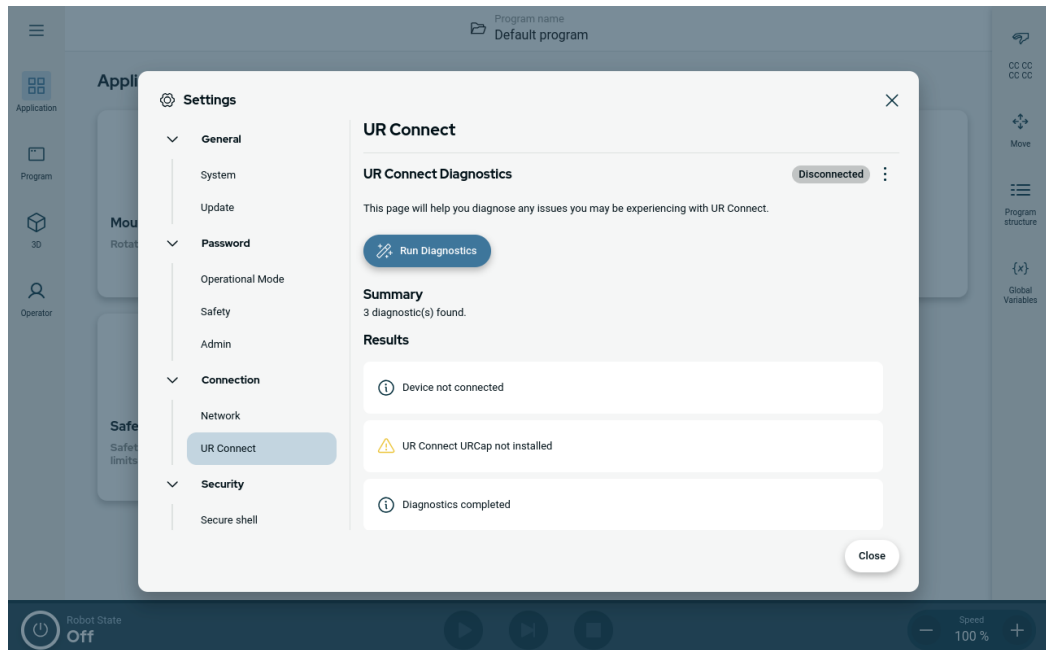 Program name
Default program
Application
Program
3D
Operator
Appli
Mou
Rotat
Safe
Safet
limits
Settings
General
System
Update
Password
Operational Mode
Safety
Admin
Connection
Network
UR Connect
Security
Secure shell
UR Connect
UR Connect Diagnostics
Disconnected
This page will help you diagnose any issues you may be experiencing with UR Connect.
Run Diagnostics
Summary
3 diagnostic(s) found.
Results
Device not connected
UR Connect URCap not installed
Diagnostics completed
Close
CC CC
CC CC
Move
Program
structure
{x}
Global
Variables
Robot State
Off
Speed
100 %